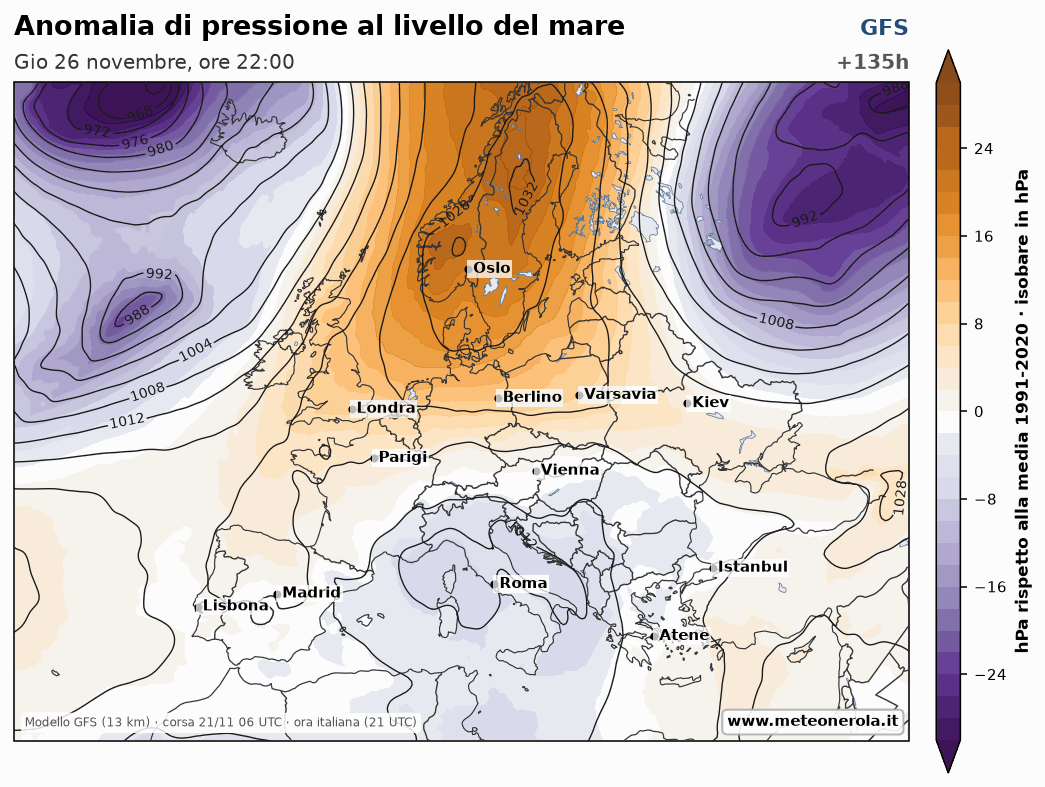 Anomalia di pressione al livello del mare
GFS
Gio 26 novembre, ore 22:00
+135h
968
972
976
980
980
992
988
1004
1008
1012
1028
1032
992
1008
1028
1012
Oslo
Londra
Berlino
Varsavia
Kiev
Parigi
Vienna
Roma
Istanbul
Madrid
Lisbona
Atene
24
16
8
0
−8
−16
−24
hPa rispetto alla media 1991-2020 · isobare in hPa
Modello GFS (13 km) · corsa 21/11 06 UTC · ora italiana (21 UTC)
www.meteonerola.it